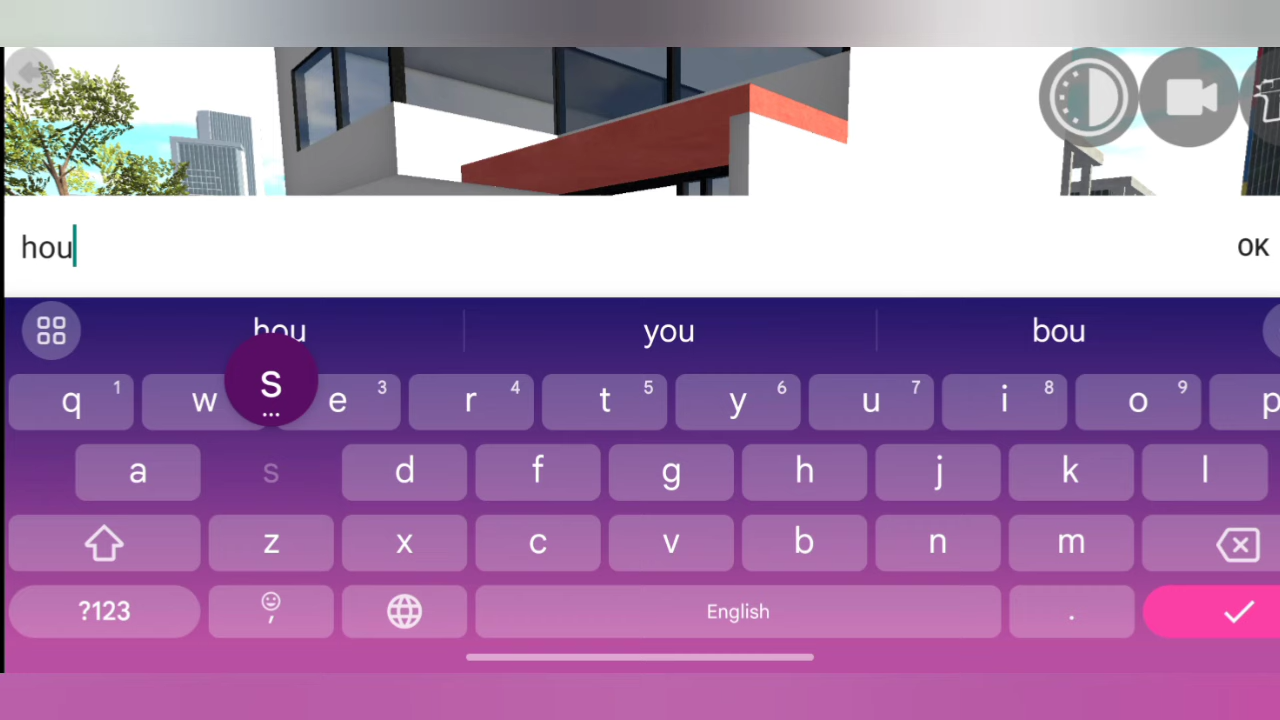 hou
OK
hou you bou
s
q 1 w e 3 r 4 t 5 y 6 u 7 i 8 o 9 p
a s d f g h j k l
z x c v b n m
?123 , English .